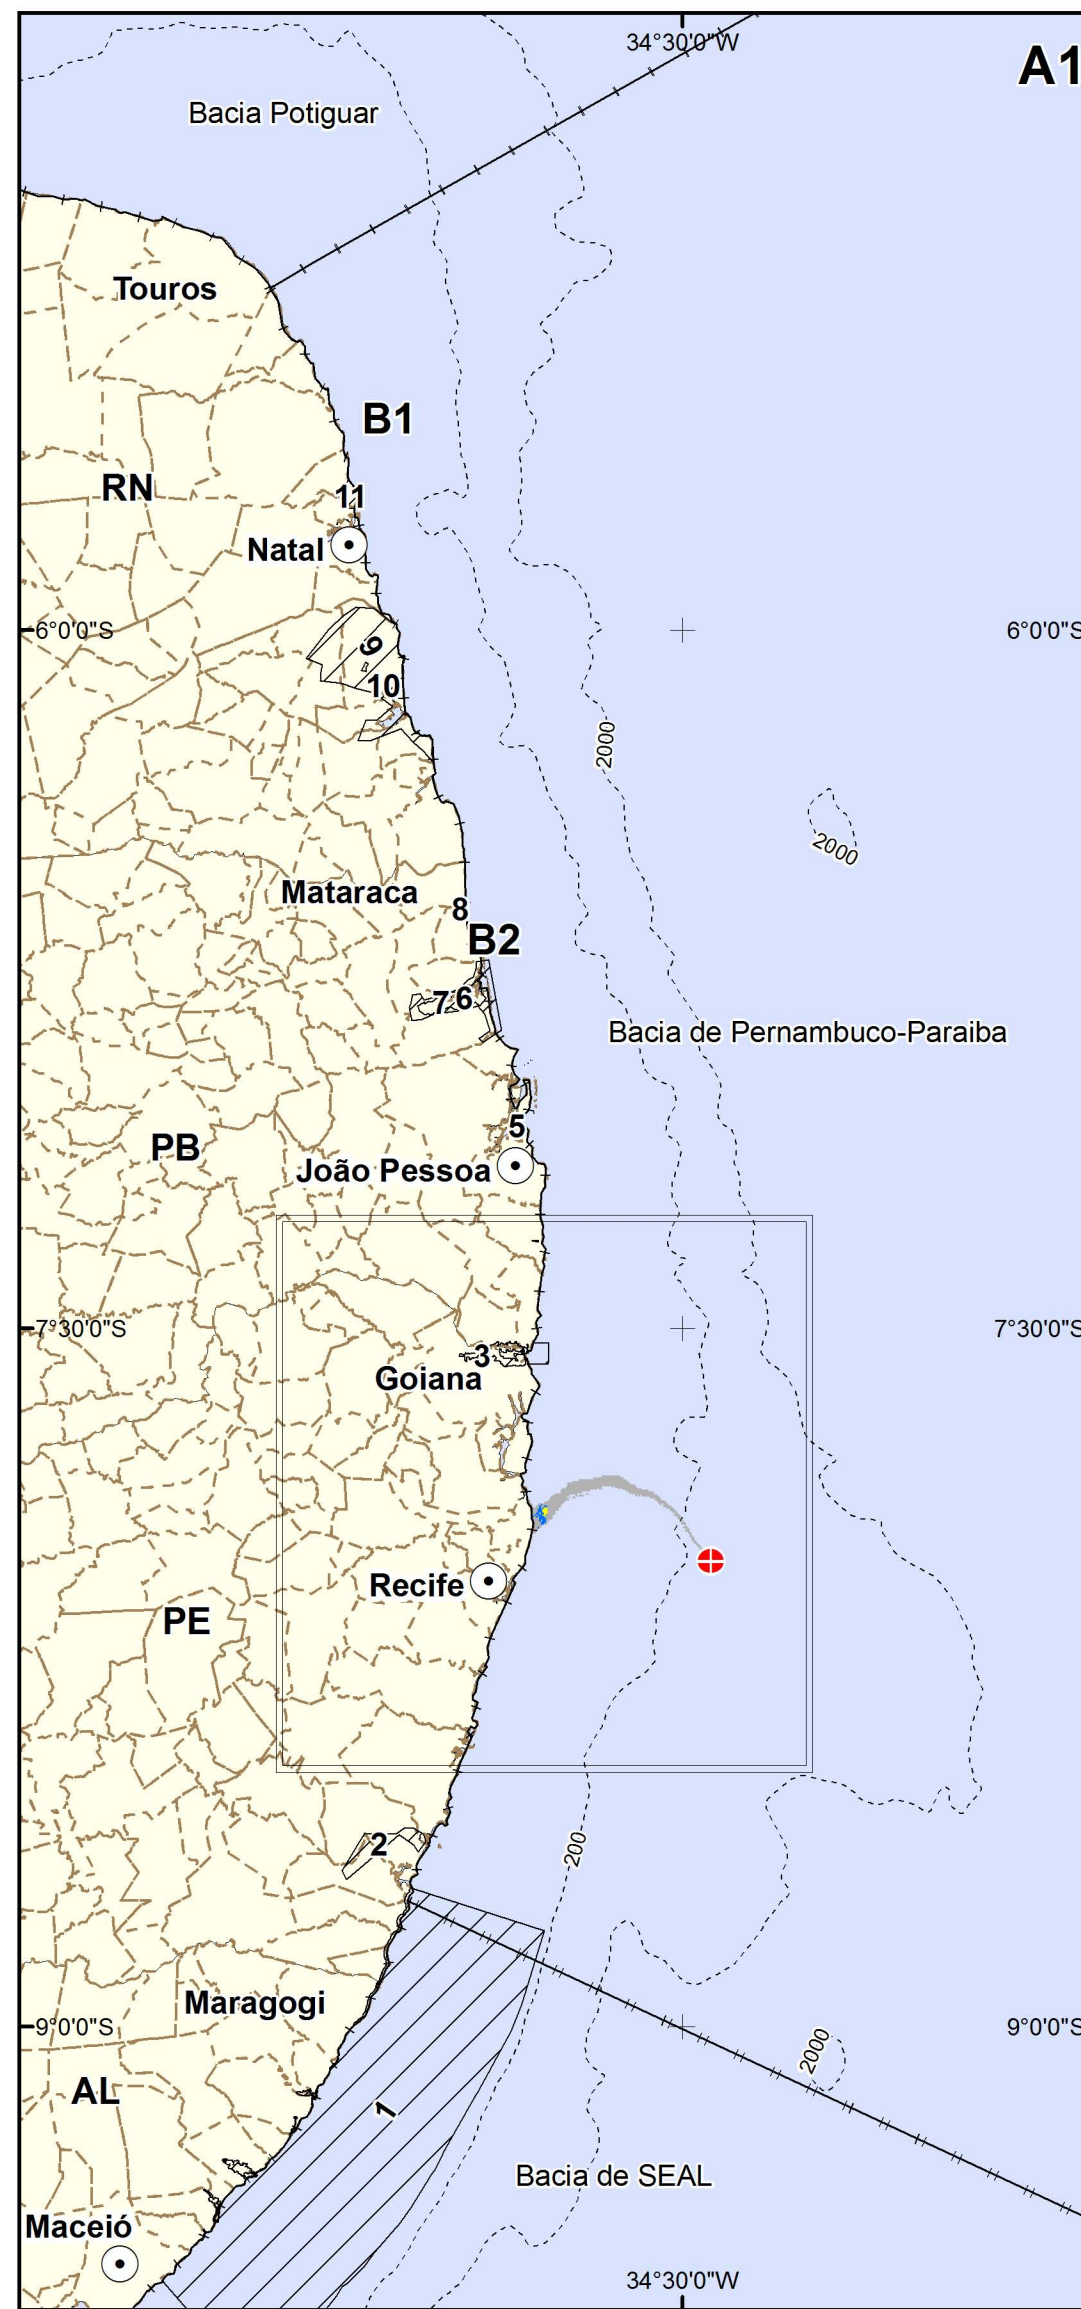 34°30'0"W
A1
Bacia Potiguar
Touros
B1
RN
11
Natal
6°0'0"S
6°0'0"S
9
10
2000
2000
Mataraca
8
B2
7
6
Bacia de Pernambuco-Paraiba
5
PB
João Pessoa
7°30'0"S
7°30'0"S
3
Goiana
Recife
PE
2
200
Maragogi
9°0'0"S
9°0'0"S
2000
AL
1
Bacia de SEAL
Maceió
34°30'0"W